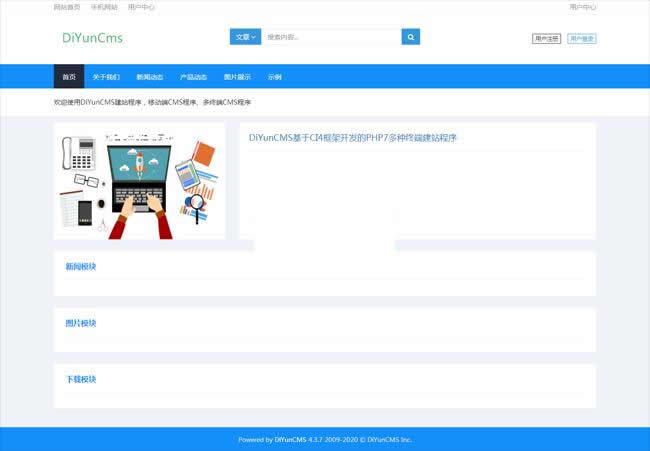 网站首页 手机网站 用户中心 用户中心
DiYunCms
文章 搜索内容...
用户注册 用户登录
首页 关于我们 新闻动态 产品动态 图片展示 示例
欢迎使用DiYunCMS建站程序，移动端CMS程序、多终端CMS程序
DiYunCMS基于CI4框架开发的PHP7多种终端建站程序
新闻模块
图片模块
下载模块
Powered by DiYunCMS 4.3.7 2009-2020 © DiYunCMS Inc.